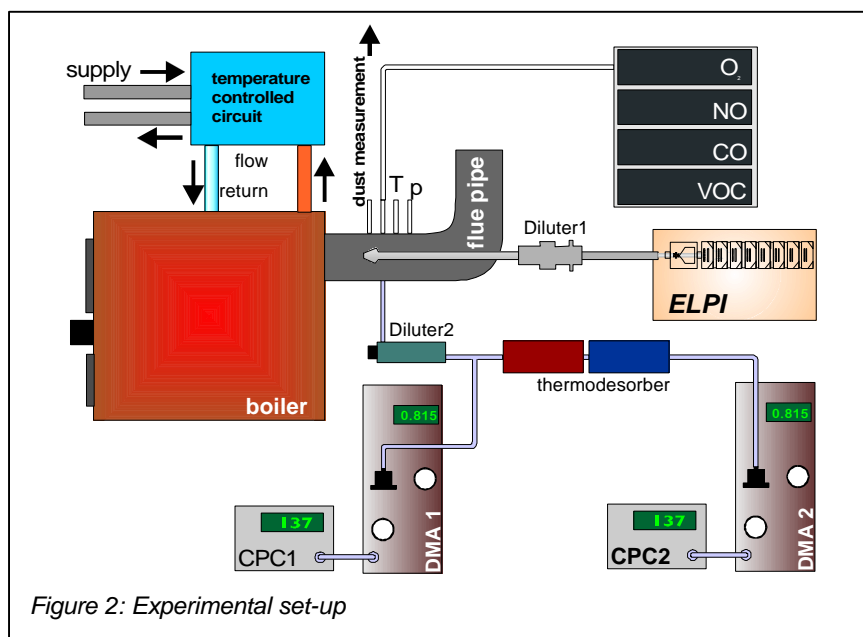 supply
temperature
controlled
circuit
flow
return
dust measurement
T p
flue pipe
O₂
NO
CO
VOC
Diluter1
ELPI
boiler
Diluter2
thermodesorber
0.815
DMA 1
137
CPC1
0.815
DMA 2
137
CPC2
Figure 2: Experimental set-up